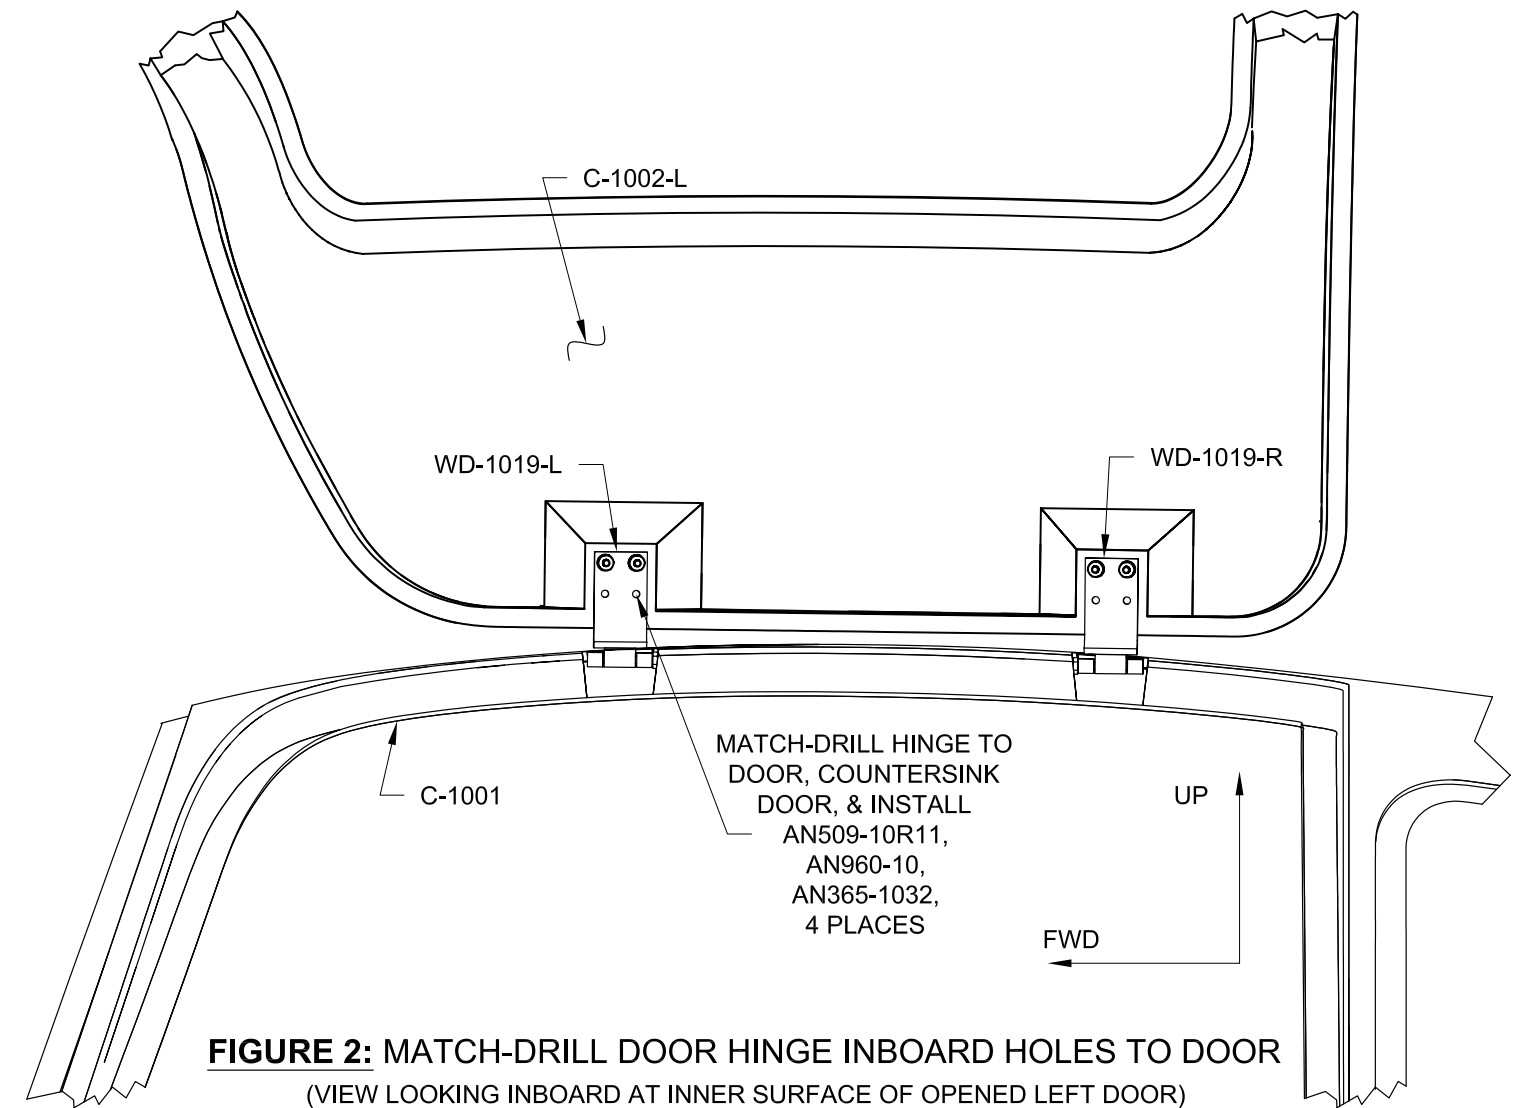 C-1002-L
WD-1019-L
WD-1019-R
MATCH-DRILL HINGE TO
DOOR, COUNTERSINK
DOOR, & INSTALL
AN509-10R11,
AN960-10,
AN365-1032,
4 PLACES
C-1001
UP
FWD
FIGURE 2: MATCH-DRILL DOOR HINGE INBOARD HOLES TO DOOR
(VIEW LOOKING INBOARD AT INNER SURFACE OF OPENED LEFT DOOR)